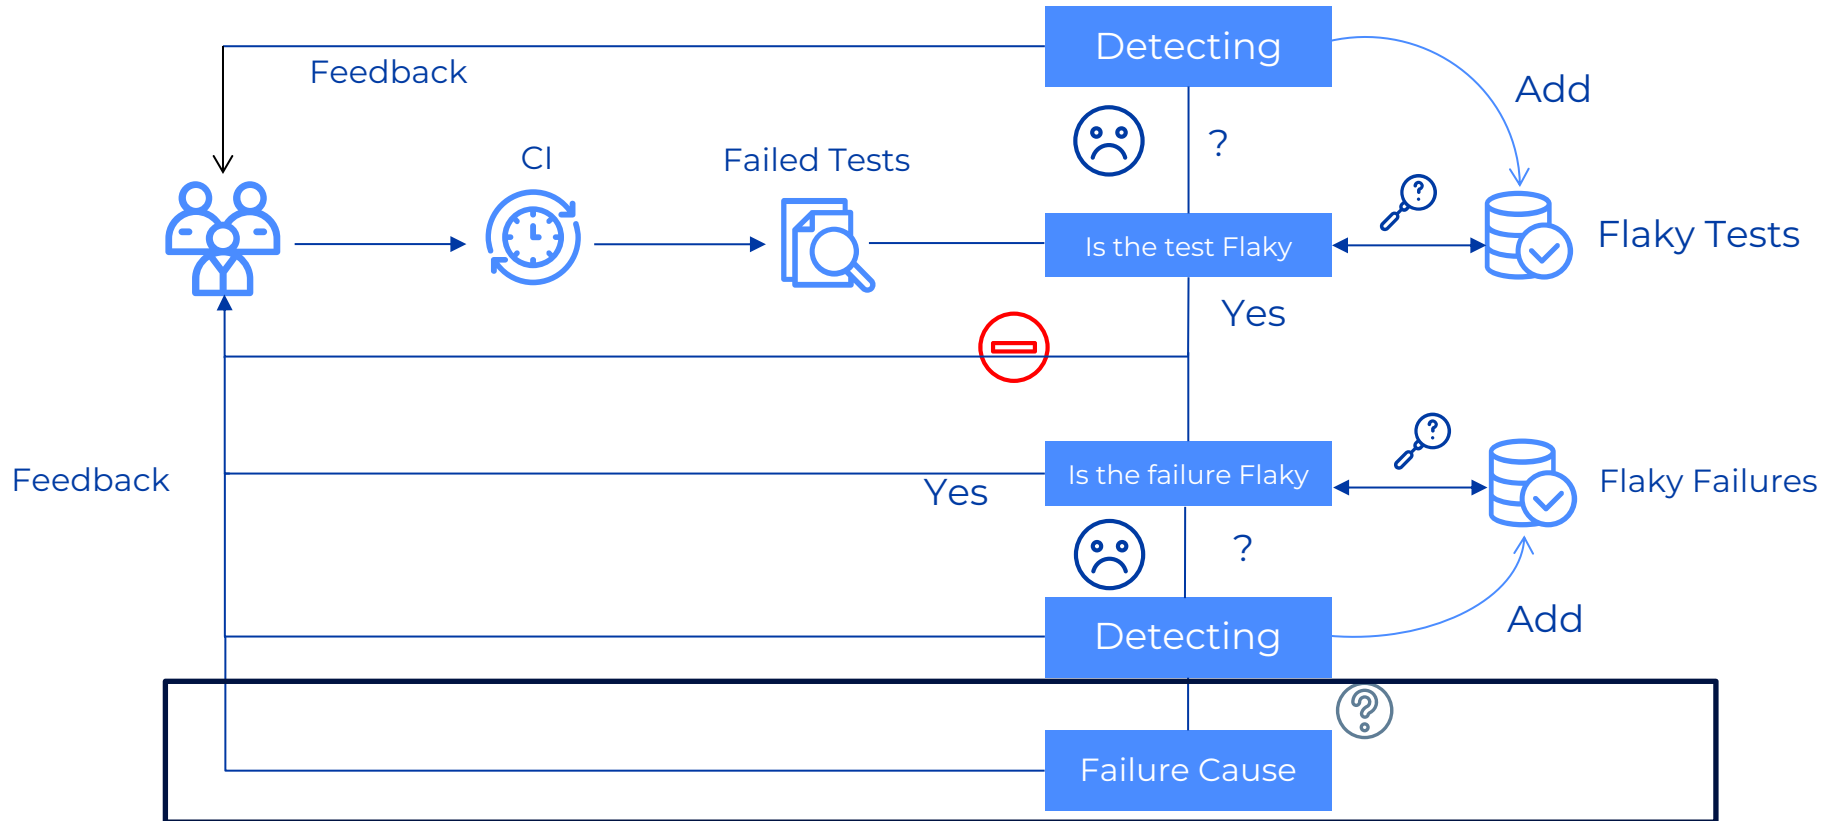 Detecting
Feedback
Add
?
CI
Failed Tests
Is the test Flaky
Flaky Tests
Yes
Is the failure Flaky
Feedback
Yes
Flaky Failures
?
Detecting
Add
Failure Cause